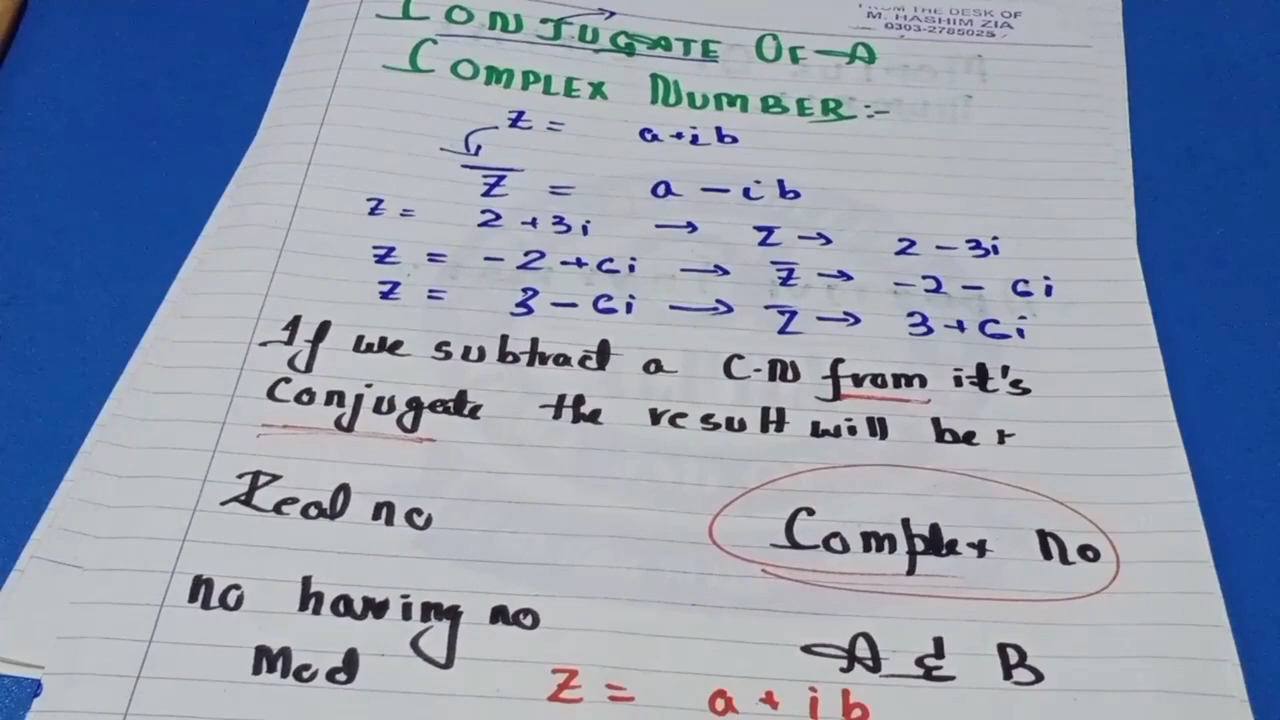 FROM THE DESK OF
M. HASHIM ZIA
0303-2785025
CONJUGATE OF A
COMPLEX NUMBER:-
z = a+ib
z̅ = a-ib
z = 2+3i → z → 2-3i
z = -2+6i → z̅ → -2-6i
z = 3-6i → z̅ → 3+6i
If we subtract a C.N from it's
conjugate the result will be
Real no Complex no
no having no A & B
Mod
z = a+ib